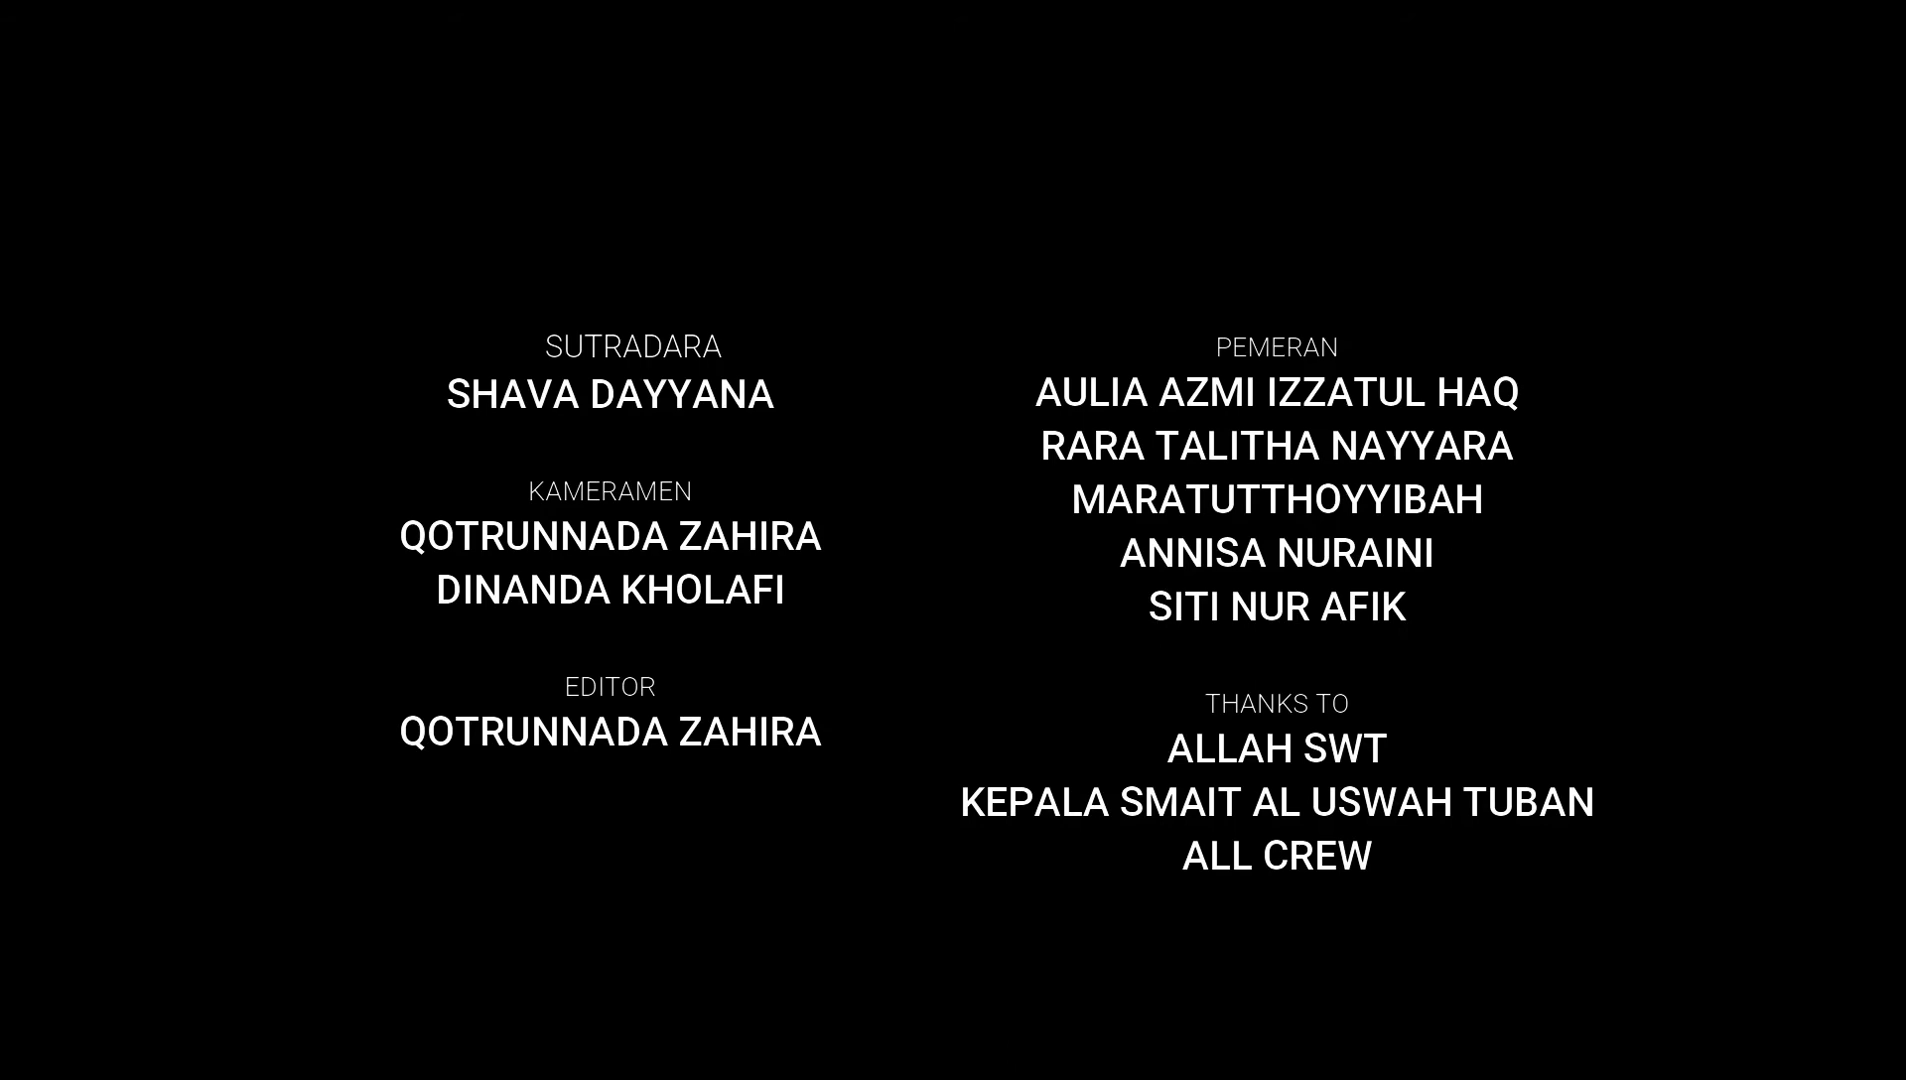 SUTRADARA
SHAVA DAYYANA
KAMERAMEN
QOTRUNNADA ZAHIRA
DINANDA KHOLAFI
EDITOR
QOTRUNNADA ZAHIRA
PEMERAN
AULIA AZMI IZZATUL HAQ
RARA TALITHA NAYYARA
MARATUTTHOYYIBAH
ANNISA NURAINI
SITI NUR AFIK
THANKS TO
ALLAH SWT
KEPALA SMAIT AL USWAH TUBAN
ALL CREW